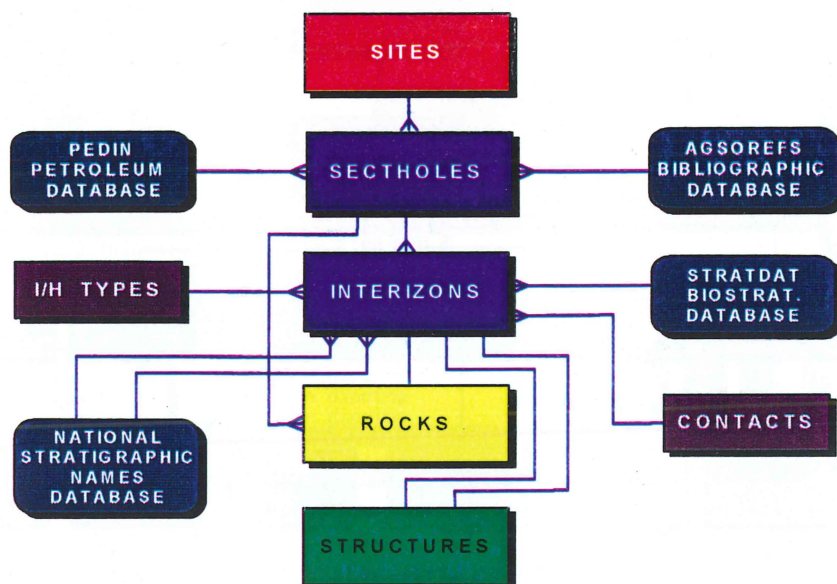 SITES
PEDIN
PETROLEUM
DATABASE
SECTHOLES
AGSOREFS
BIBLIOGRAPHIC
DATABASE
I/H TYPES
INTERIZONS
STRATDAT
BIOSTRAT.
DATABASE
NATIONAL
STRATIGRAPHIC
NAMES
DATABASE
ROCKS
CONTACTS
STRUCTURES